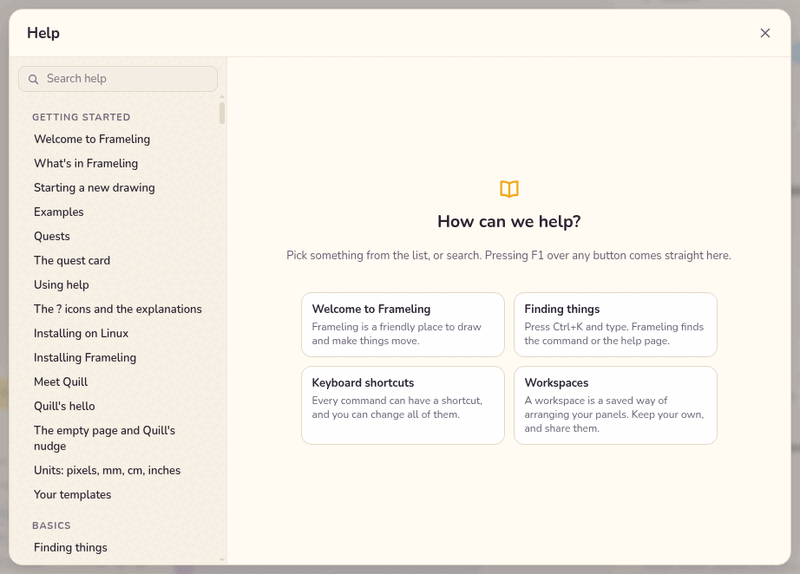 Help
Search help
GETTING STARTED
Welcome to Frameling
What's in Frameling
Starting a new drawing
Examples
Quests
The quest card
Using help
The ? icons and the explanations
Installing on Linux
Installing Frameling
Meet Quill
Quill's hello
The empty page and Quill's
nudge
Units: pixels, mm, cm, inches
Your templates
BASICS
Finding things
How can we help?
Pick something from the list, or search. Pressing F1 over any button comes straight here.
Welcome to Frameling
Frameling is a friendly place to draw
and make things move.
Finding things
Press Ctrl+K and type. Frameling finds
the command or the help page.
Keyboard shortcuts
Every command can have a shortcut,
and you can change all of them.
Workspaces
A workspace is a saved way of
arranging your panels. Keep your own,
and share them.